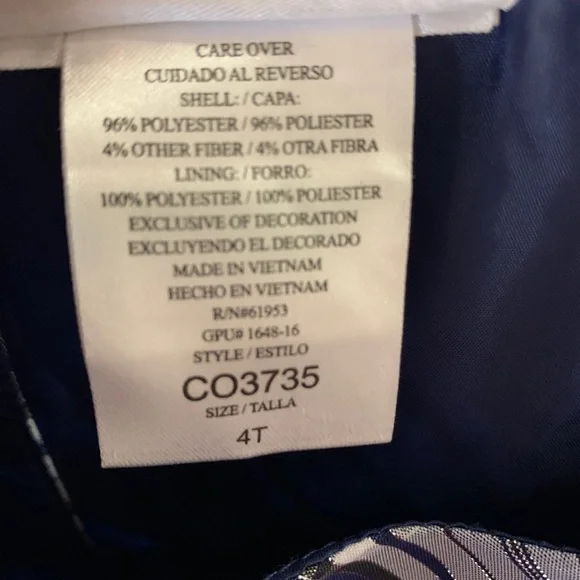 CARE OVER
CUIDADO AL REVERSO
SHELL: / CAPA:
96% POLYESTER / 96% POLIESTER
4% OTHER FIBER / 4% OTRA FIBRA
LINING: / FORRO:
100% POLYESTER / 100% POLIESTER
EXCLUSIVE OF DECORATION
EXCLUYENDO EL DECORADO
MADE IN VIETNAM
HECHO EN VIETNAM
R/N#61953
GPU# 1648-16
STYLE / ESTILO
CO3735
SIZE / TALLA
4T